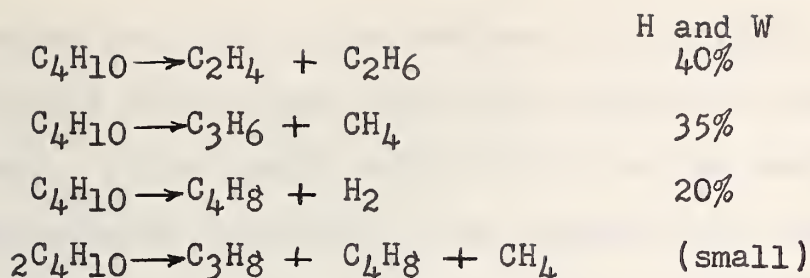 H and W
C₄H₁₀ → C₂H₄ + C₂H₆ 40%
C₄H₁₀ → C₃H₆ + CH₄ 35%
C₄H₁₀ → C₄H₈ + H₂ 20%
₂C₄H₁₀ → C₃H₈ + C₄H₈ + CH₄ (small)